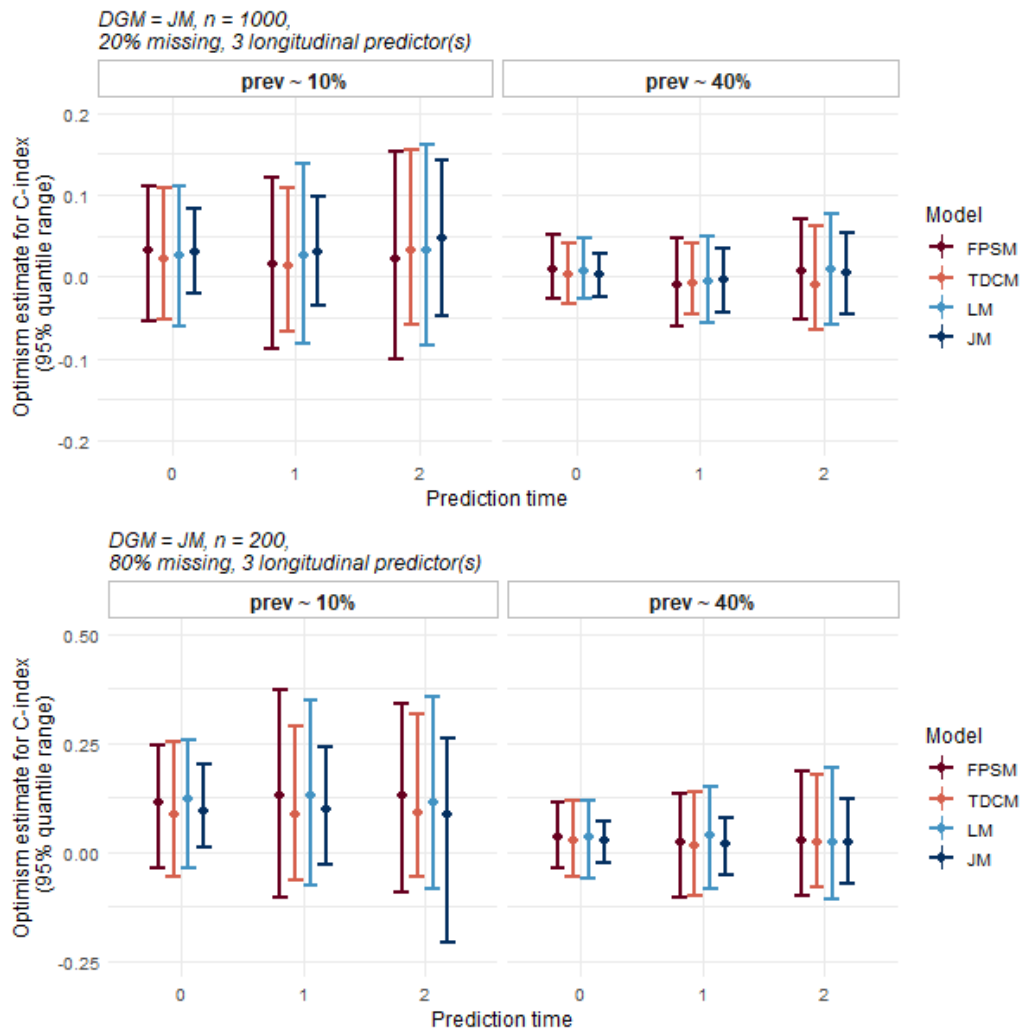 DGM = JM, n = 1000,
20% missing, 3 longitudinal predictor(s)
prev ~ 10%
prev ~ 40%
Optimism estimate for C-index
(95% quantile range)
0.2
0.1
0.0
-0.1
-0.2
0 1 2
0 1 2
Prediction time
Model
FPSM
TDCM
LM
JM
DGM = JM, n = 200,
80% missing, 3 longitudinal predictor(s)
prev ~ 10%
prev ~ 40%
Optimism estimate for C-index
(95% quantile range)
0.50
0.25
0.00
-0.25
0 1 2
0 1 2
Prediction time
Model
FPSM
TDCM
LM
JM